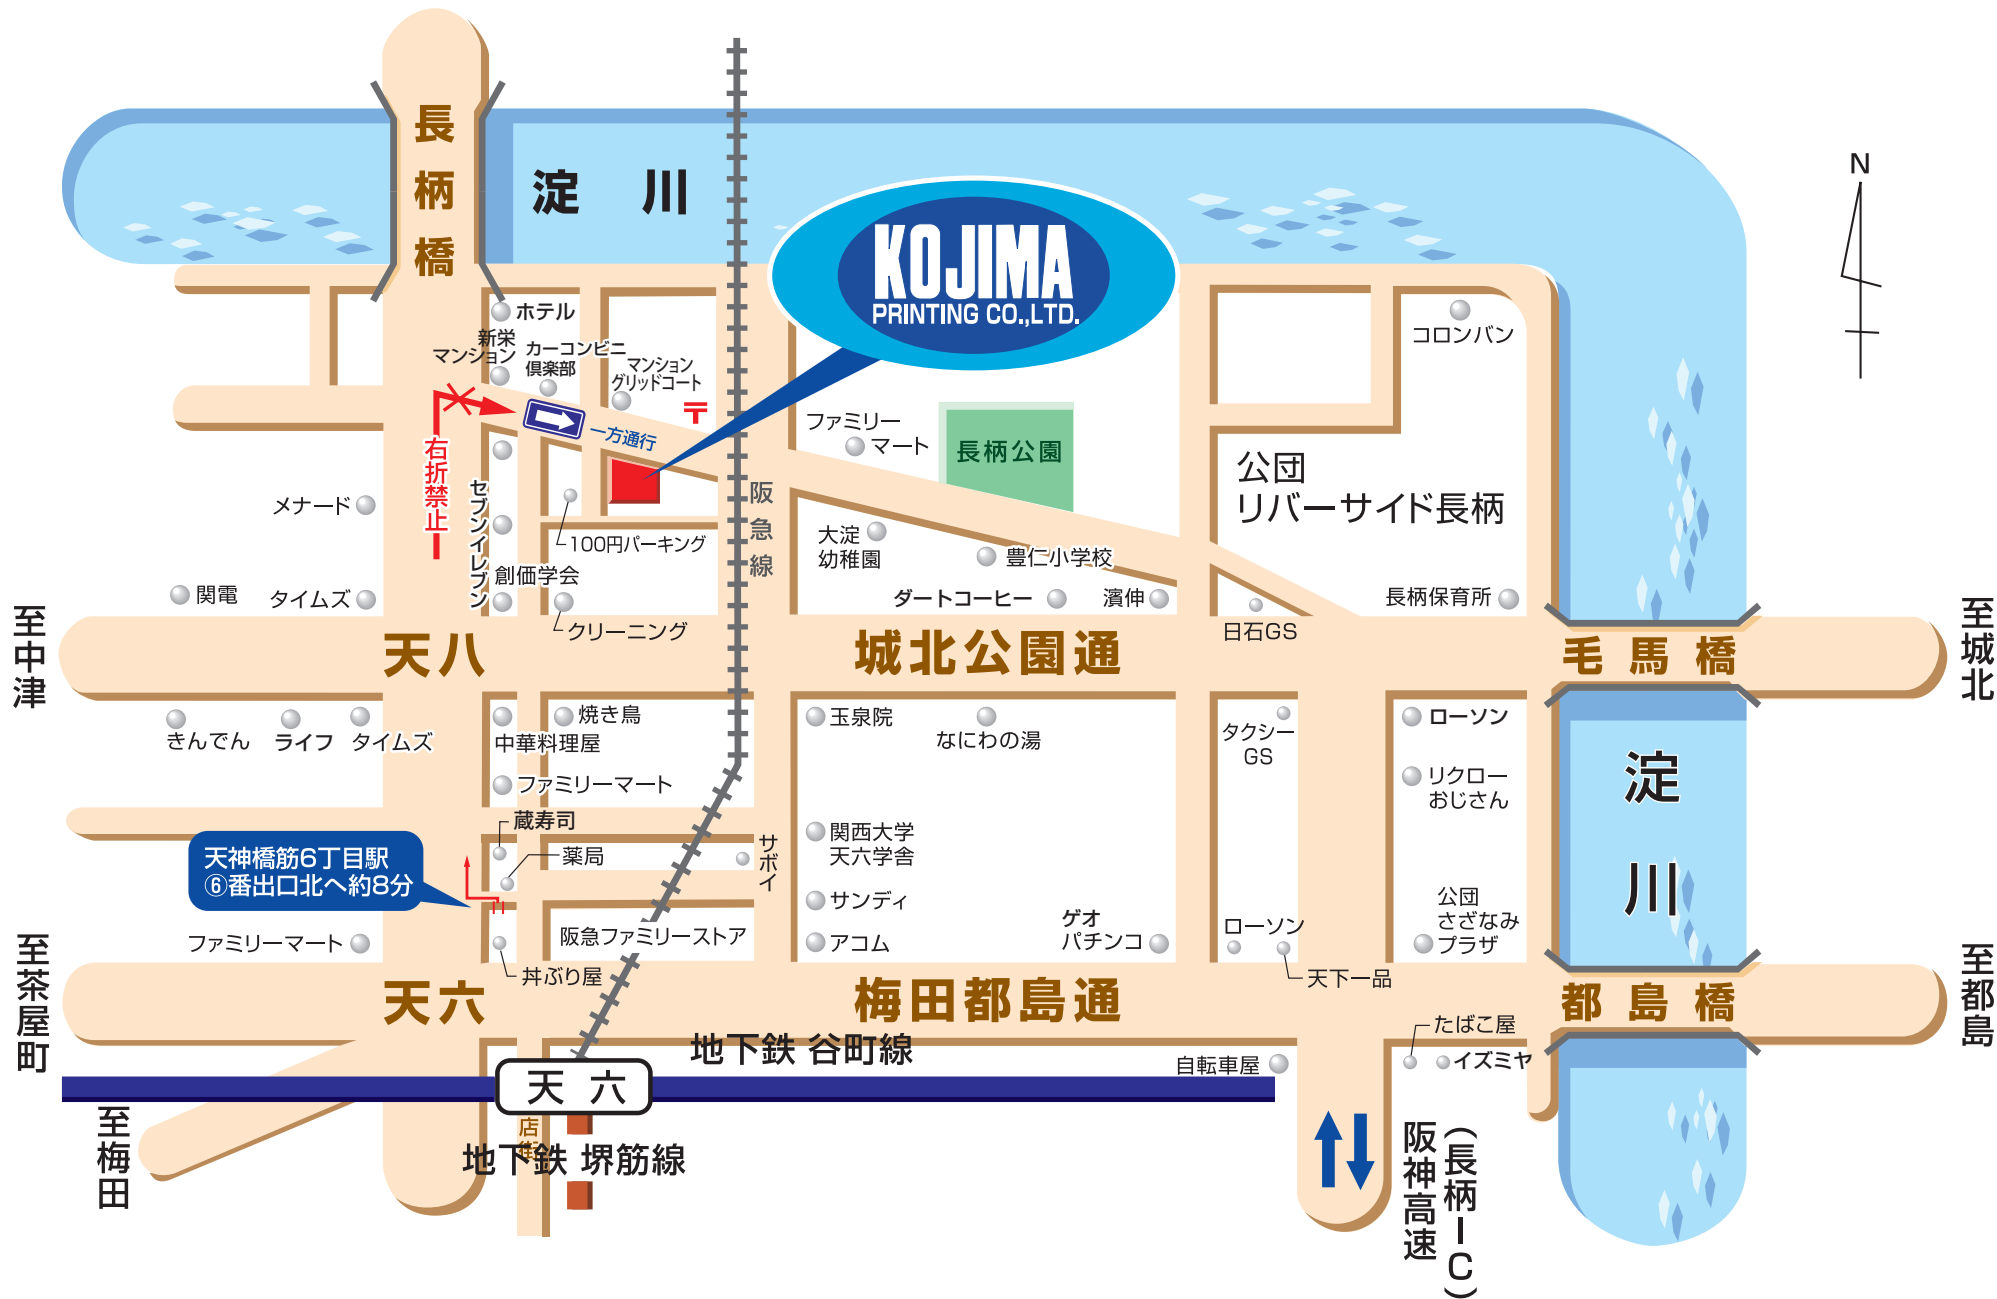 長柄橋
淀川
N
KOJIMA
PRINTING CO.,LTD.
ホテル
新栄
マンション
カーコンビニ
倶楽部
マンション
グリッドコート
〒
コロンバン
一方通行
右折禁止
ファミリー
マート
長柄公園
公団
リバーサイド長柄
阪急線
メナード
セブンイレブン
100円パーキング
大淀
幼稚園
豊仁小学校
創価学会
関電
タイムズ
クリーニング
ダートコーヒー
濱伸
日石GS
長柄保育所
至中津
天八
城北公園通
毛馬橋
至城北
きんでん
ライフ
タイムズ
中華料理屋
焼き鳥
玉泉院
なにわの湯
タクシー
GS
ローソン
ファミリーマート
リクロー
おじさん
淀川
蔵寿司
薬局
サボイ
関西大学
天六学舎
天神橋筋6丁目駅
⑥番出口北へ約8分
サンディ
公団
さざなみ
プラザ
ファミリーマート
阪急ファミリーストア
アコム
ゲオ
パチンコ
ローソン
丼ぶり屋
天下一品
至茶屋町
天六
梅田都島通
都島橋
至都島
たばこ屋
イズミヤ
地下鉄 谷町線
自転車屋
天六
至梅田
店街
地下鉄 堺筋線
阪神高速
(長柄IC)